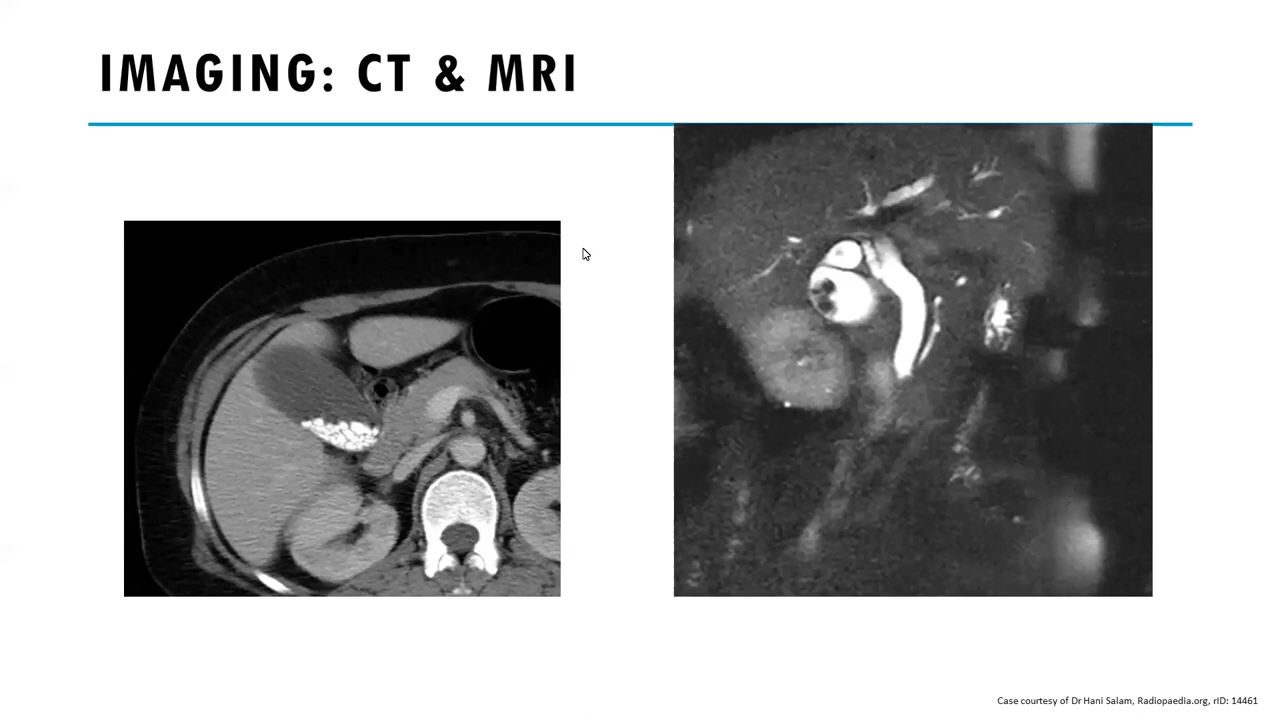 IMAGING: CT & MRI
Case courtesy of Dr Hani Salam, Radiopaedia.org, rID: 14461